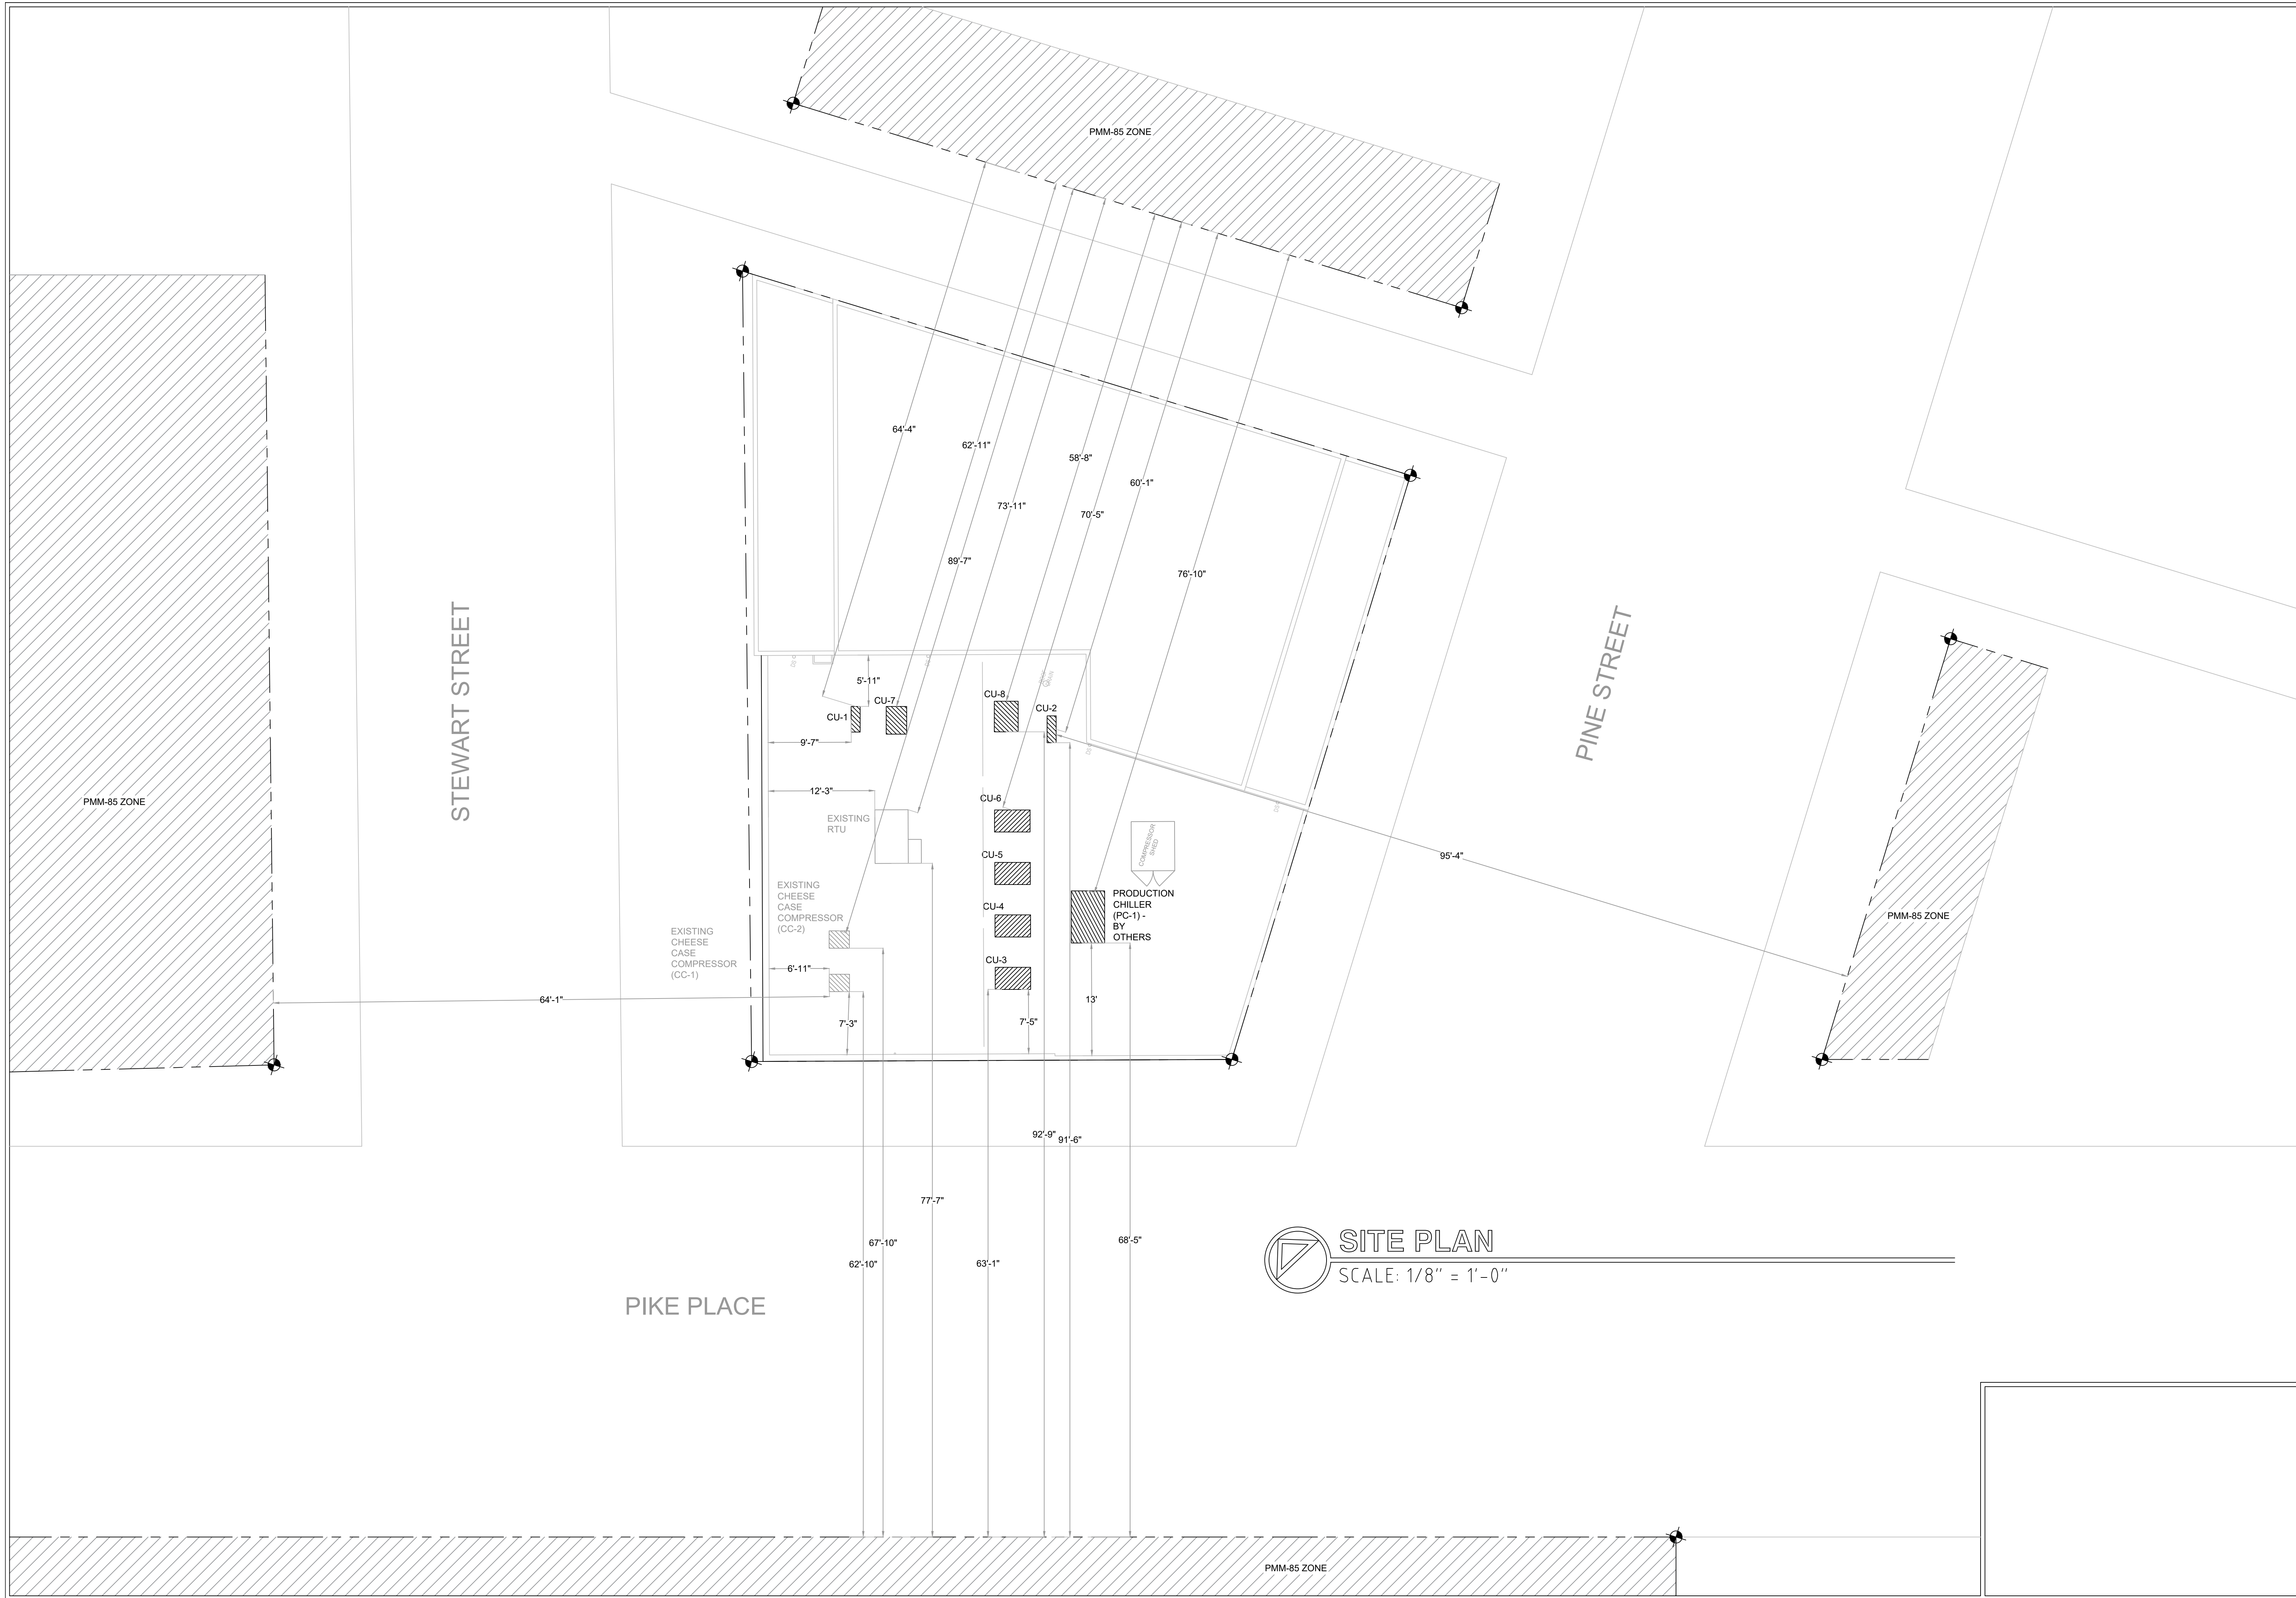 PMM-85 ZONE
64'-4"
62'-11"
58'-8"
60'-1"
73'-11"
70'-5"
89'-7"
76'-10"
STEWART STREET
PINE STREET
5'-11"
CU-7
CU-8
CU-1
CU-2
9'-7"
12'-3"
PMM-85 ZONE
CU-6
EXISTING
RTU
COMPRESSOR
SHED
CU-5
95'-4"
EXISTING
CHEESE
CASE
COMPRESSOR
(CC-2)
PRODUCTION
CHILLER
(PC-1) -
BY
OTHERS
CU-4
PMM-85 ZONE
EXISTING
CHEESE
CASE
COMPRESSOR
(CC-1)
CU-3
6'-11"
64'-1"
13'
7'-3"
7'-5"
92'-9"
91'-6"
77'-7"
67'-10"
68'-5"
62'-10"
63'-1"
SITE PLAN
SCALE: 1/8" = 1'-0"
PIKE PLACE
PMM-85 ZONE